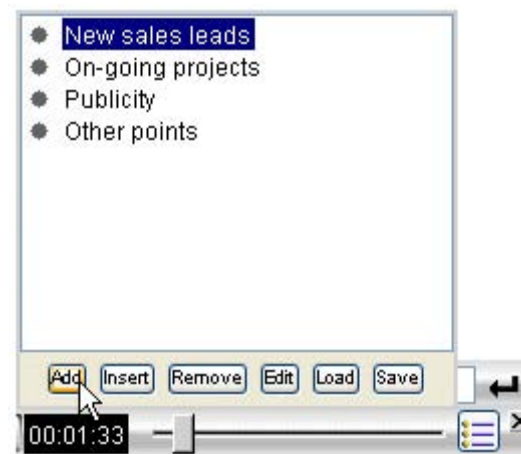 New sales leads
On-going projects
Publicity
Other points
Add Insert Remove Edit Load Save
00:01:33